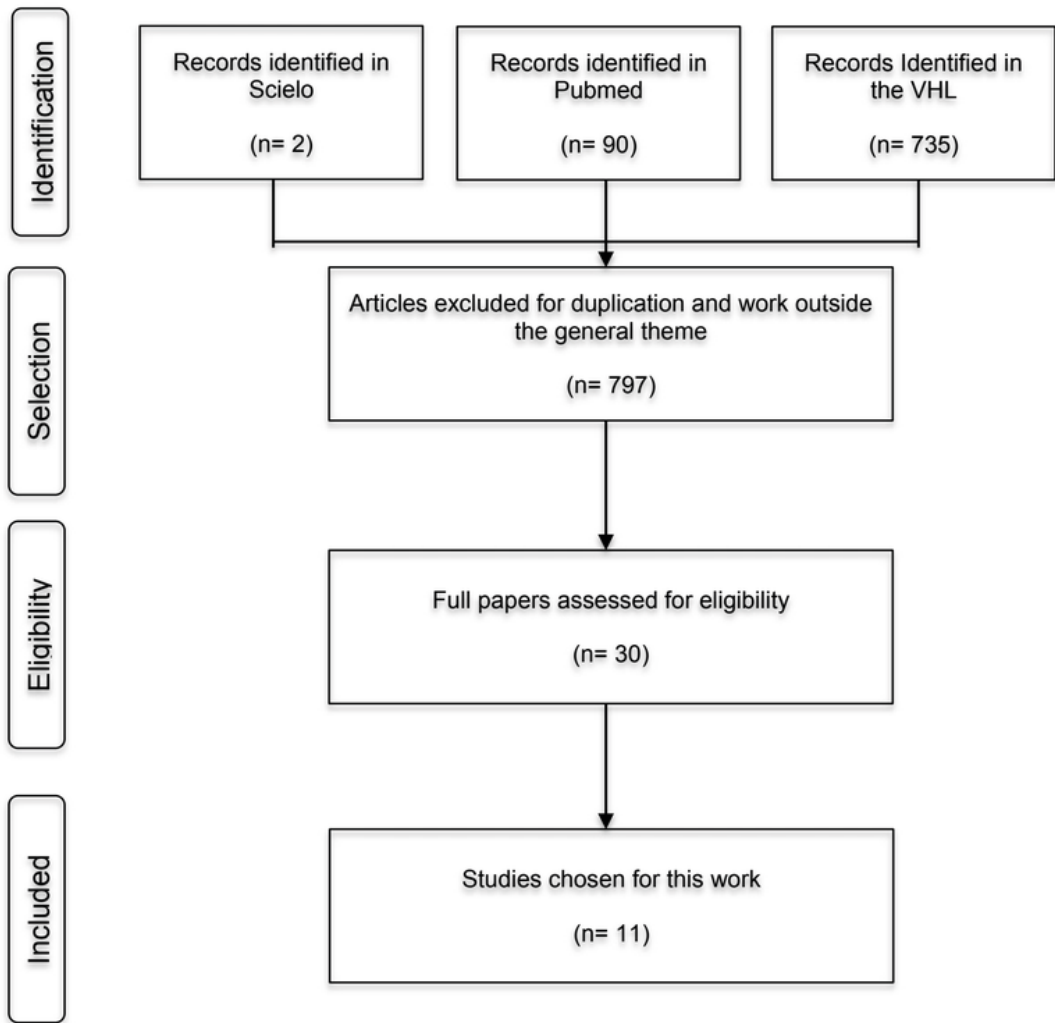 Identification
Records identified in
Scielo
(n= 2)
Records identified in
Pubmed
(n= 90)
Records Identified in
the VHL
(n= 735)
Selection
Articles excluded for duplication and work outside
the general theme
(n= 797)
Eligibility
Full papers assessed for eligibility
(n= 30)
Included
Studies chosen for this work
(n= 11)